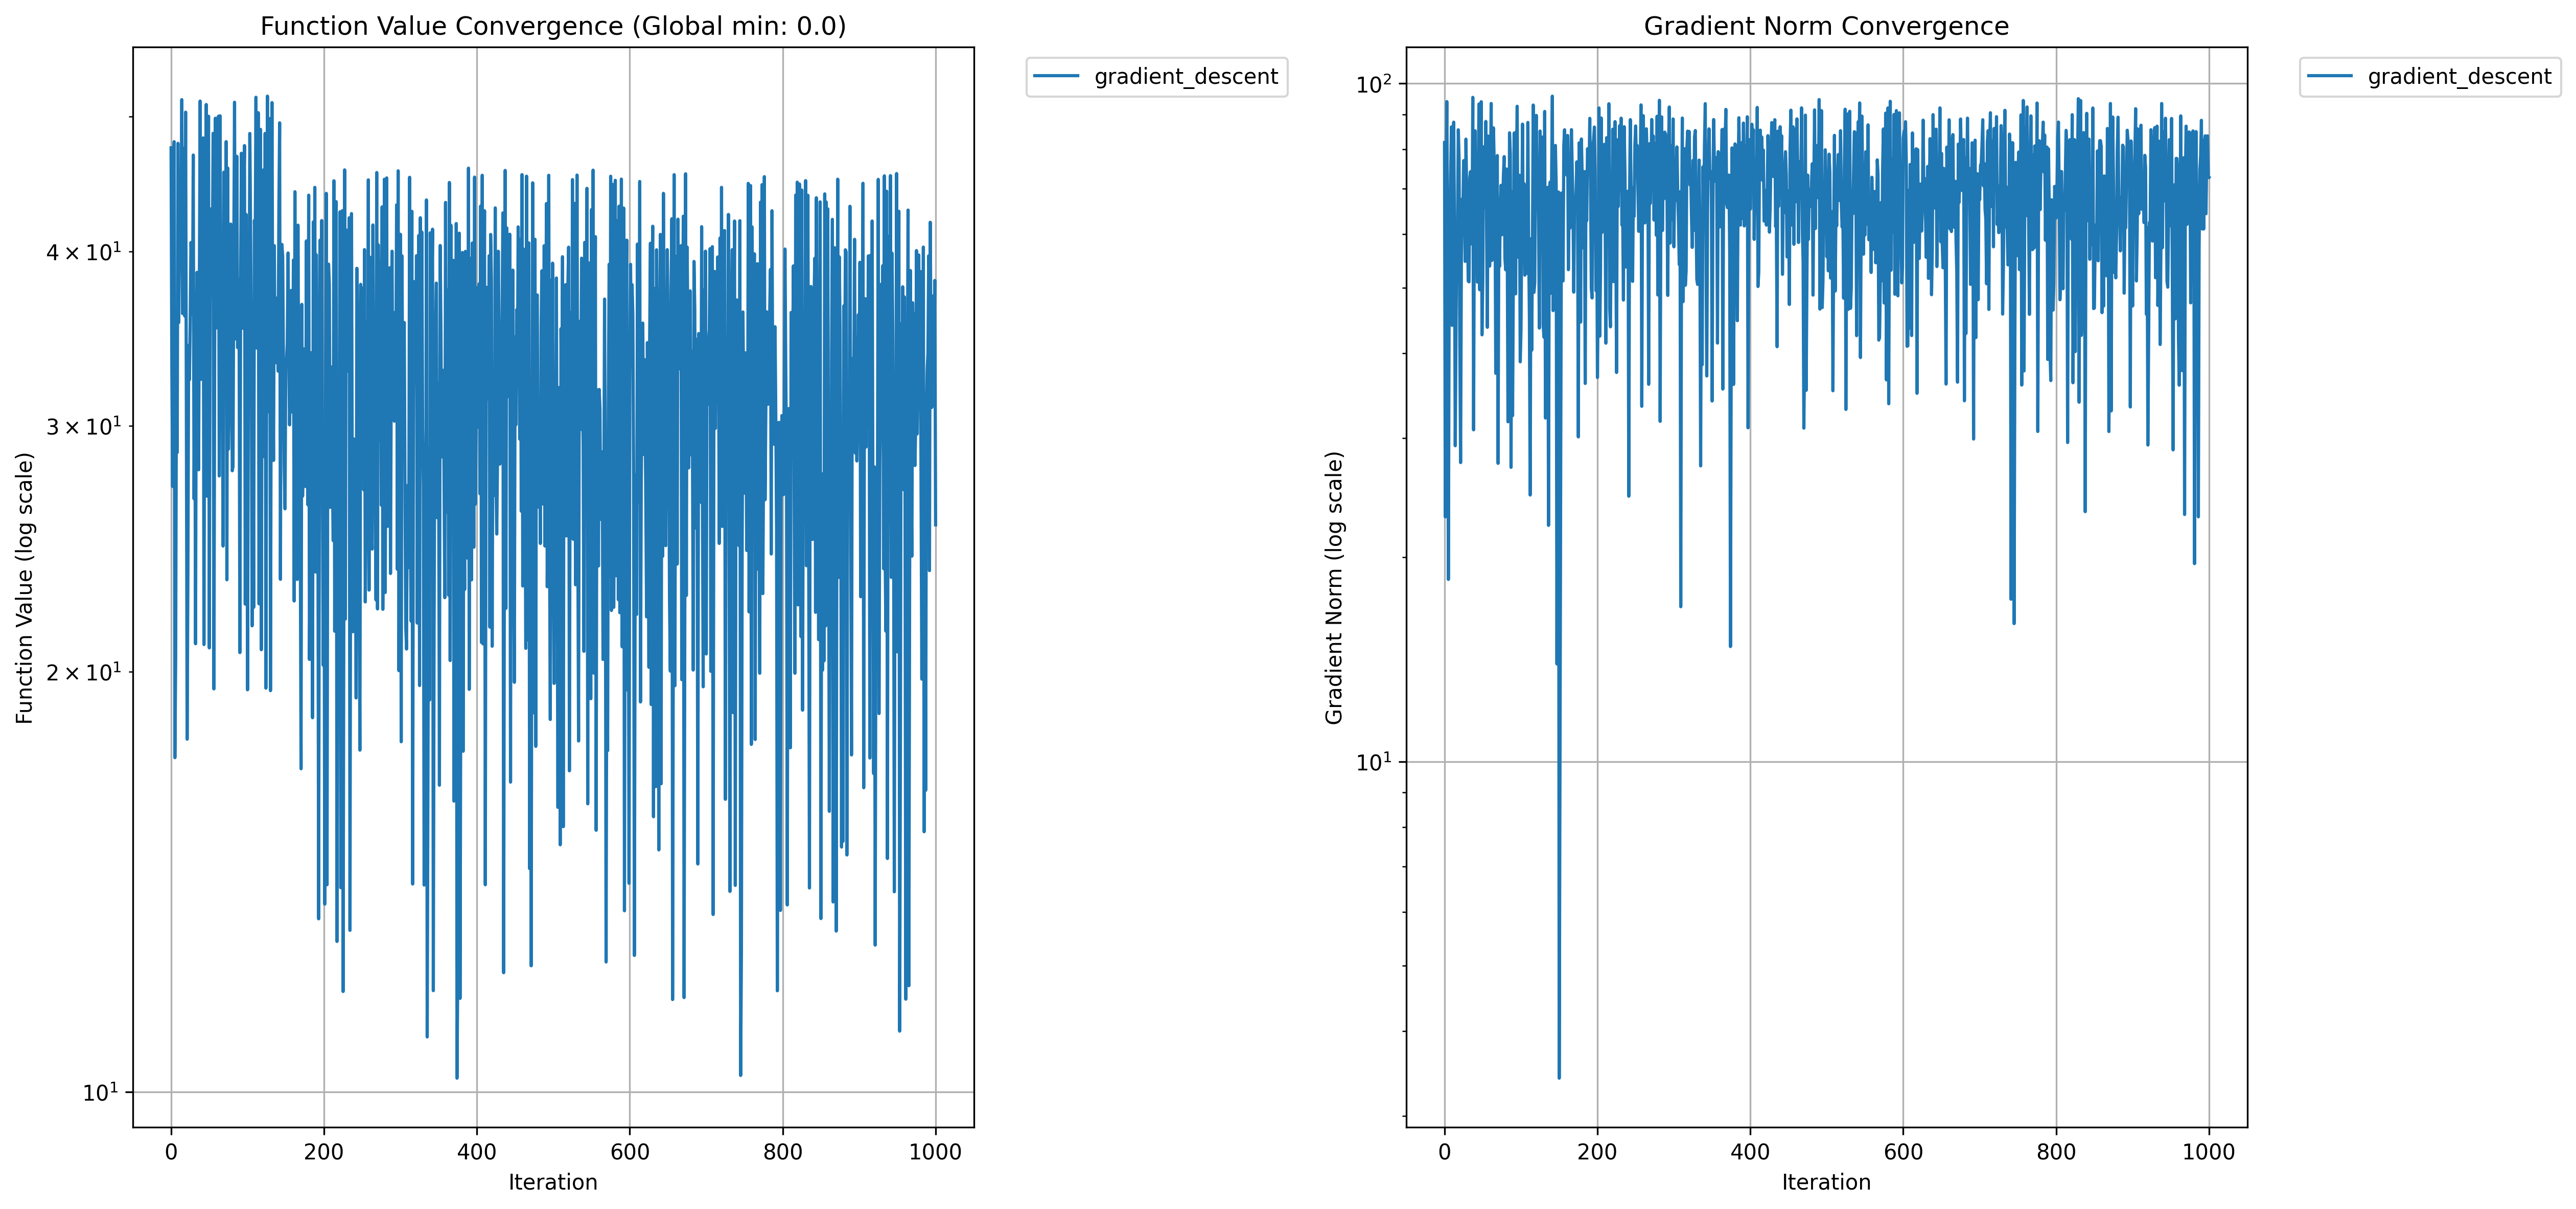 Function Value Convergence (Global min: 0.0)
gradient_descent
Function Value (log scale)
4 × 10¹
3 × 10¹
2 × 10¹
10¹
0 200 400 600 800 1000
Iteration
Gradient Norm Convergence
gradient_descent
Gradient Norm (log scale)
10²
10¹
0 200 400 600 800 1000
Iteration